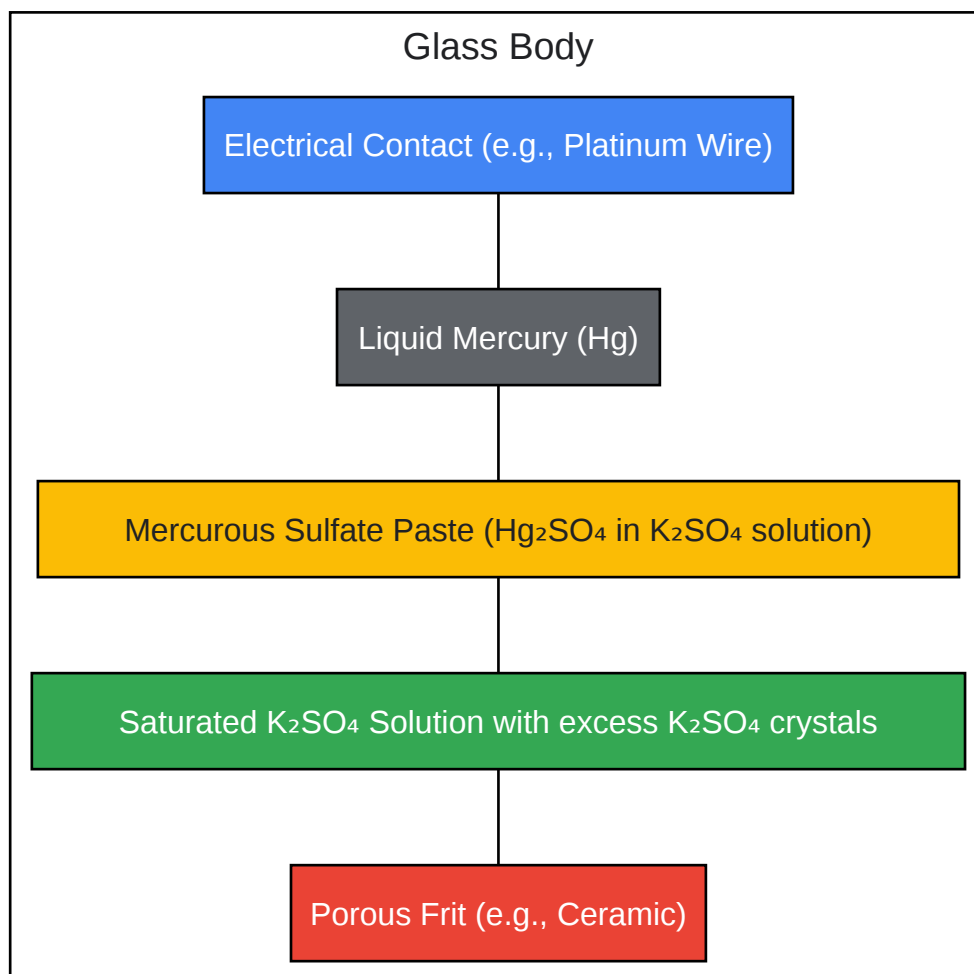 Glass Body
Electrical Contact (e.g., Platinum Wire)
Liquid Mercury (Hg)
Mercurous Sulfate Paste (Hg₂SO₄ in K₂SO₄ solution)
Saturated K₂SO₄ Solution with excess K₂SO₄ crystals
Porous Frit (e.g., Ceramic)